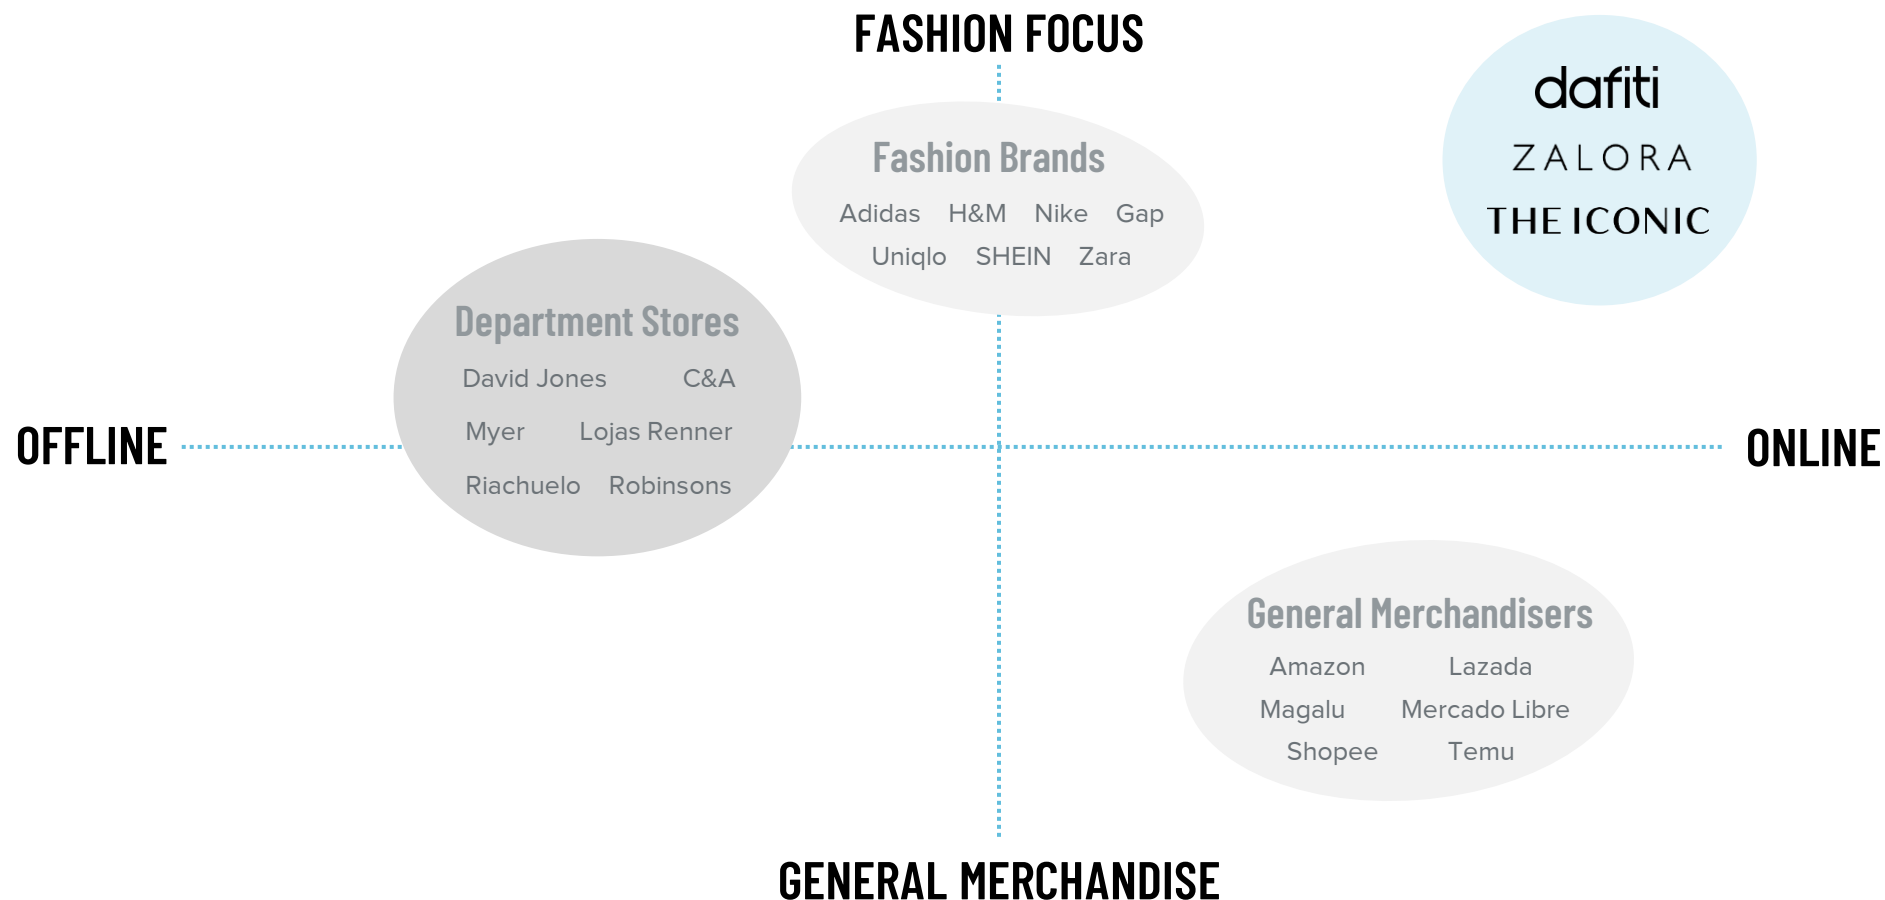 FASHION FOCUS
dafiti
ZALORA
THE ICONIC
Fashion Brands
Adidas H&M Nike Gap
Uniqlo SHEIN Zara
Department Stores
David Jones C&A
Myer Lojas Renner
Riachuelo Robinsons
OFFLINE
ONLINE
General Merchandisers
Amazon Lazada
Magalu Mercado Libre
Shopee Temu
GENERAL MERCHANDISE